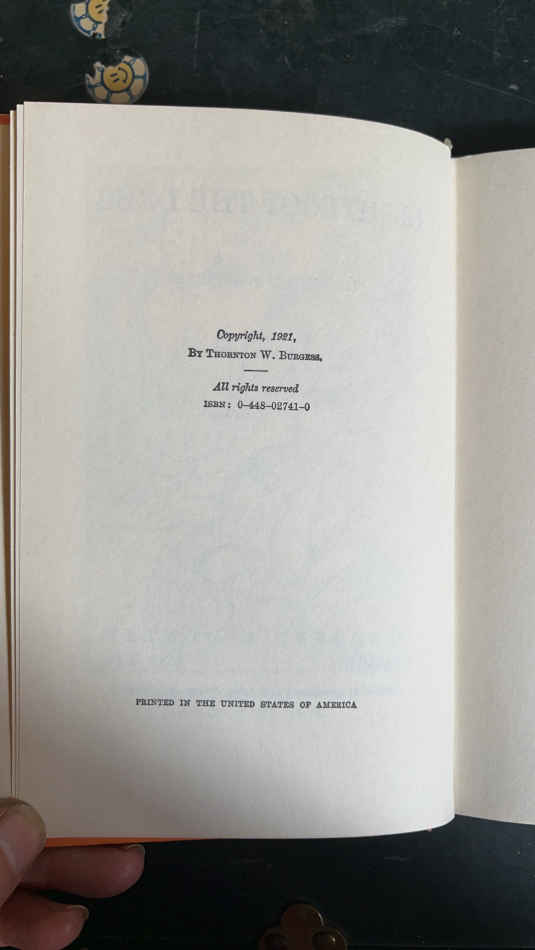 Copyright, 1921,
By Thornton W. Burgess.
All rights reserved
ISBN: 0-448-02741-0
PRINTED IN THE UNITED STATES OF AMERICA